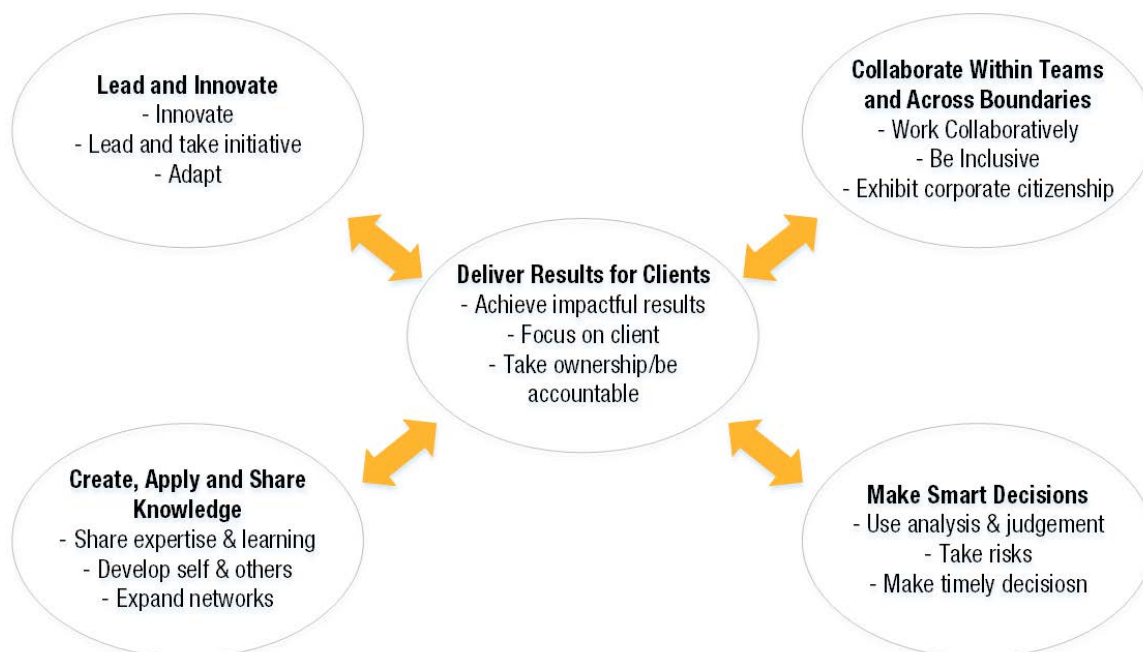 Lead and Innovate
- Innovate
- Lead and take initiative
- Adapt
Collaborate Within Teams
and Across Boundaries
- Work Collaboratively
- Be Inclusive
- Exhibit corporate citizenship
Deliver Results for Clients
- Achieve impactful results
- Focus on client
- Take ownership/be
accountable
Create, Apply and Share
Knowledge
- Share expertise & learning
- Develop self & others
- Expand networks
Make Smart Decisions
- Use analysis & judgement
- Take risks
- Make timely decisiosn